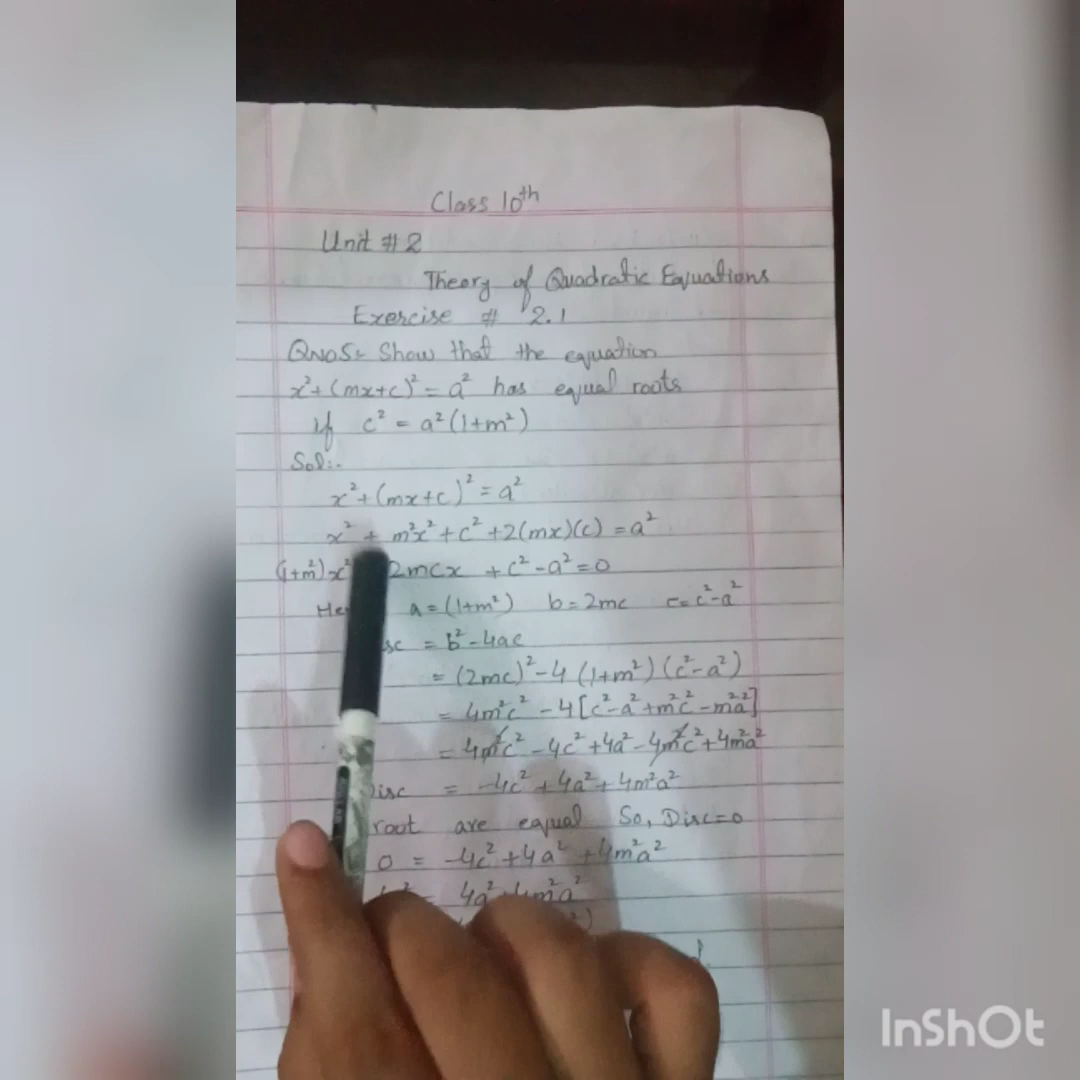 Class 10th
Unit # 2
Theory of Quadratic Equations
Exercise # 2.1
QNO5:- Show that the equation
x²+(mx+c)² = a² has equal roots
if c² = a²(1+m²)
Sol:-
x²+(mx+c)² = a²
x² + m²x² + c² + 2(mx)(c) = a²
(1+m²)x² 2mcx + c² - a² = 0
a = (1+m²) b = 2mc c = c²-a²
= b² - 4ac
= (2mc)² - 4 (1+m²) (c²-a²)
= 4m²c² - 4[c²-a²+m²c²-m²a²]
= 4m²c² - 4c² + 4a² - 4m²c² + 4m²a²
isc = -4c² + 4a² + 4m²a²
root are equal So, Disc=0
0 = -4c² + 4a² + 4m²a²
= 4a²+4m²a²
InShOt